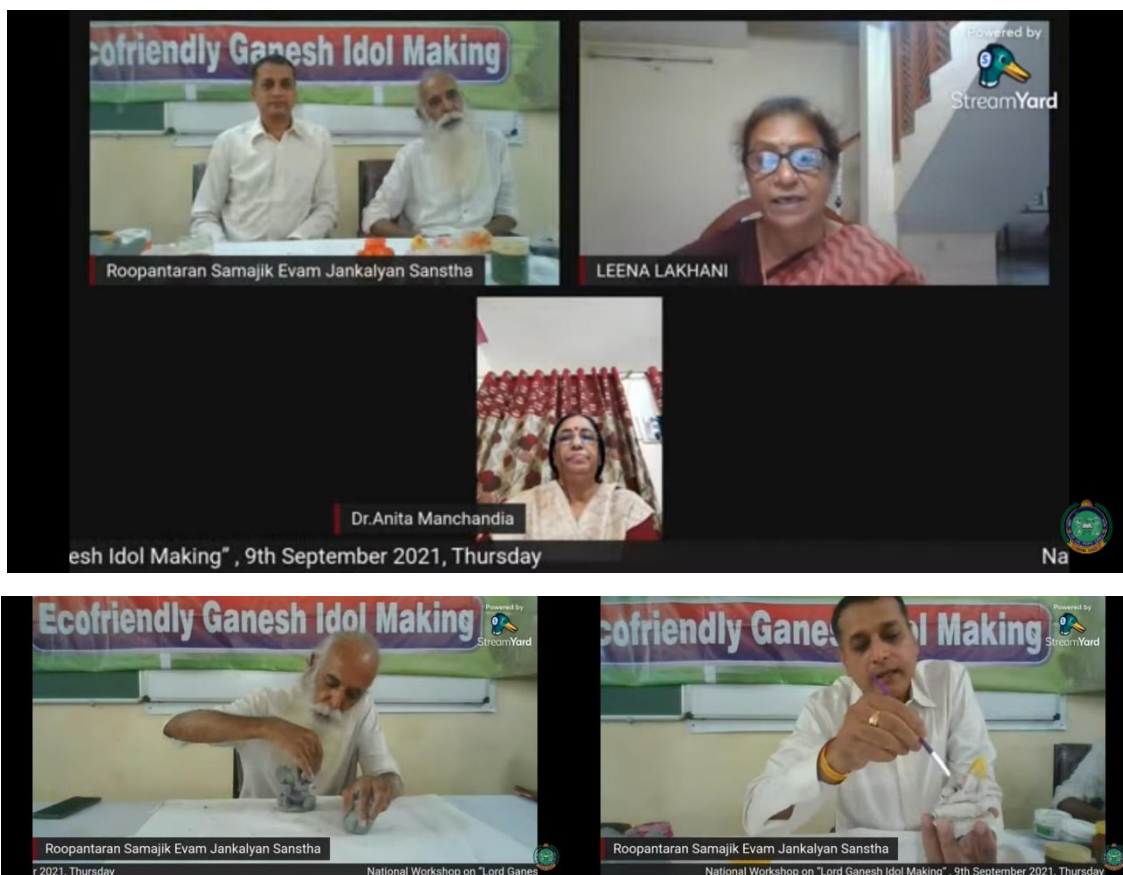 cofriendly Ganesh Idol Making
Powered by
StreamYard
Roopantaran Samajik Evam Jankalyan Sanstha
LEENA LAKHANI
Dr.Anita Manchandia
esh Idol Making" , 9th September 2021, Thursday
Na
Ecofriendly Ganesh Idol Making
Powered by
StreamYard
Roopantaran Samajik Evam Jankalyan Sanstha
r 2021, Thursday
National Workshop on "Lord Ganes
cofriendly Ganes l Making
Powered by
StreamYard
Roopantaran Samajik Evam Jankalyan Sanstha
National Workshop on "Lord Ganesh Idol Making" , 9th September 2021, Thursday